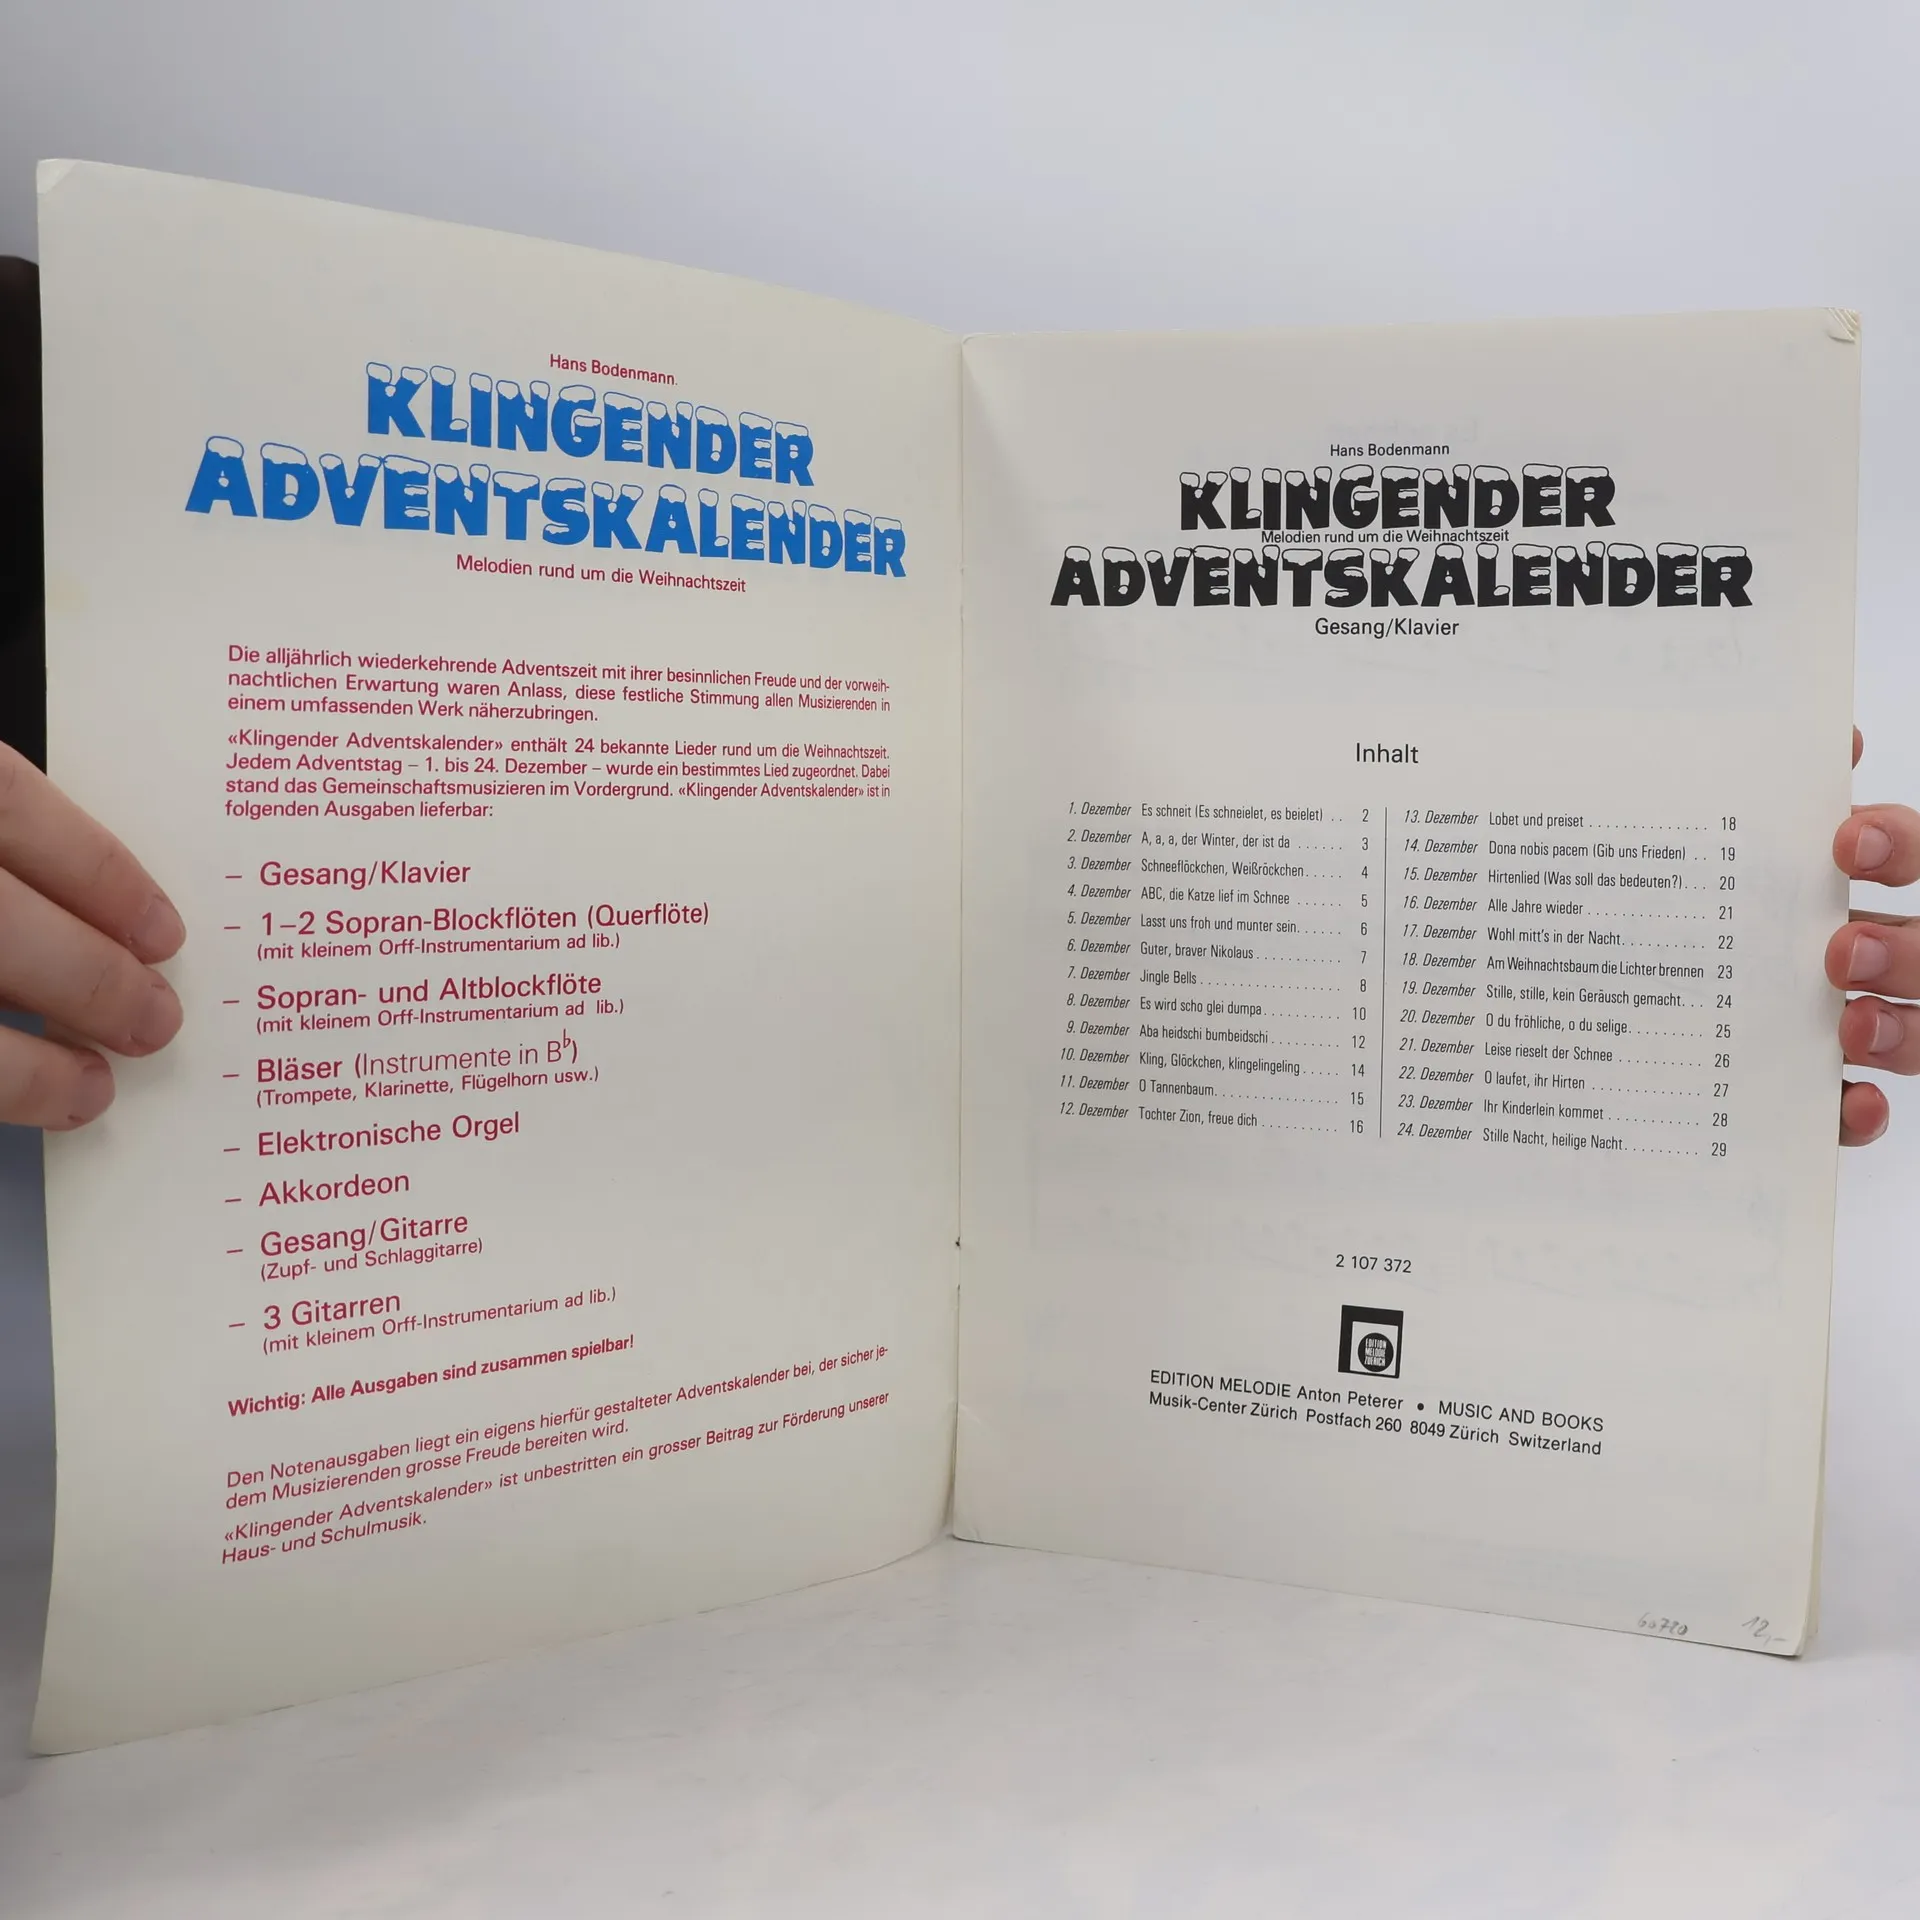 Hans Bodenmann.
KLINGENDER
ADVENTSKALENDER
Melodien rund um die Weihnachtszeit
Die alljährlich wiederkehrende Adventszeit mit ihrer besinnlichen Freude und der vorweih-
nachtlichen Erwartung waren Anlass, diese festliche Stimmung allen Musizierenden in
einem umfassenden Werk näherzubringen.
«Klingender Adventskalender» enthält 24 bekannte Lieder rund um die Weihnachtszeit.
Jedem Adventstag – 1. bis 24. Dezember – wurde ein bestimmtes Lied zugeordnet. Dabei
stand das Gemeinschaftsmusizieren im Vordergrund. «Klingender Adventskalender» ist in
folgenden Ausgaben lieferbar:
– Gesang/Klavier
– 1–2 Sopran-Blockflöten (Querflöte)
(mit kleinem Orff-Instrumentarium ad lib.)
– Sopran- und Altblockflöte
(mit kleinem Orff-Instrumentarium ad lib.)
– Bläser (Instrumente in B♭)
(Trompete, Klarinette, Flügelhorn usw.)
– Elektronische Orgel
– Akkordeon
– Gesang/Gitarre
(Zupf- und Schlaggitarre)
– 3 Gitarren
(mit kleinem Orff-Instrumentarium ad lib.)
Wichtig: Alle Ausgaben sind zusammen spielbar!
Den Notenausgaben liegt ein eigens hierfür gestalteter Adventskalender bei, der sicher je-
dem Musizierenden grosse Freude bereiten wird.
«Klingender Adventskalender» ist unbestritten ein grosser Beitrag zur Förderung unserer
Haus- und Schulmusik.
Hans Bodenmann
KLINGENDER
Melodien rund um die Weihnachtszeit
ADVENTSKALENDER
Gesang/Klavier
Inhalt
1. Dezember Es schneit (Es schneielet, es beielet) . . 2
2. Dezember A, a, a, der Winter, der ist da . . . . . . 3
3. Dezember Schneeflöckchen, Weißröckchen . . . . . 4
4. Dezember ABC, die Katze lief im Schnee . . . . . . 5
5. Dezember Lasst uns froh und munter sein . . . . . . 6
6. Dezember Guter, braver Nikolaus . . . . . . . . . . . 7
7. Dezember Jingle Bells . . . . . . . . . . . . . . . . . 8
8. Dezember Es wird scho glei dumpa . . . . . . . . . . 10
9. Dezember Aba heidschi bumbeidschi . . . . . . . . . 12
10. Dezember Kling, Glöckchen, klingelingeling . . . . . 14
11. Dezember O Tannenbaum . . . . . . . . . . . . . . . 15
12. Dezember Tochter Zion, freue dich . . . . . . . . . . 16
13. Dezember Lobet und preiset . . . . . . . . . . . . . . 18
14. Dezember Dona nobis pacem (Gib uns Frieden) . . 19
15. Dezember Hirtenlied (Was soll das bedeuten?) . . . 20
16. Dezember Alle Jahre wieder . . . . . . . . . . . . . . 21
17. Dezember Wohl mitt's in der Nacht . . . . . . . . . . 22
18. Dezember Am Weihnachtsbaum die Lichter brennen 23
19. Dezember Stille, stille, kein Geräusch gemacht . . . 24
20. Dezember O du fröhliche, o du selige . . . . . . . . . 25
21. Dezember Leise rieselt der Schnee . . . . . . . . . . 26
22. Dezember O laufet, ihr Hirten . . . . . . . . . . . . . 27
23. Dezember Ihr Kinderlein kommet . . . . . . . . . . . 28
24. Dezember Stille Nacht, heilige Nacht . . . . . . . . . 29
2 107 372
EDITION
MELODIE
ZUERICH
EDITION MELODIE Anton Peterer • MUSIC AND BOOKS
Musik-Center Zürich Postfach 260 8049 Zürich Switzerland
12,-